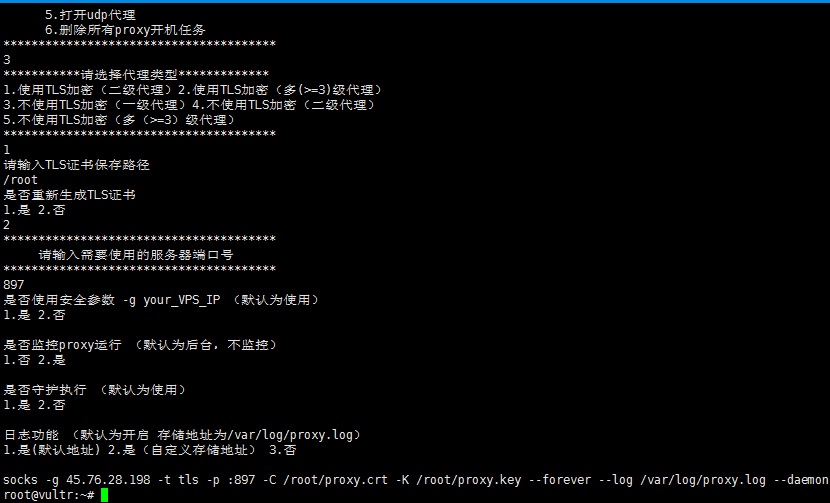 5.打开udp代理
6.删除所有proxy开机任务
***************************************
3
***********请选择代理类型*************
1.使用TLS加密（二级代理）2.使用TLS加密（多(>=3)级代理）
3.不使用TLS加密（一级代理）4.不使用TLS加密（二级代理）
5.不使用TLS加密（多（>=3）级代理）
***************************************
1
请输入TLS证书保存路径
/root
是否重新生成TLS证书
1.是 2.否
2
***************************************
请输入需要使用的服务器端口号
***************************************
897
是否使用安全参数 -g your_VPS_IP （默认为使用）
1.是 2.否
是否监控proxy运行 （默认为后台，不监控）
1.否 2.是
是否守护执行 （默认为使用）
1.是 2.否
日志功能 （默认为开启 存储地址为/var/log/proxy.log）
1.是(默认地址) 2.是（自定义存储地址） 3.否
socks -g 45.76.28.198 -t tls -p :897 -C /root/proxy.crt -K /root/proxy.key --forever --log /var/log/proxy.log --daemon
root@vultr:~#